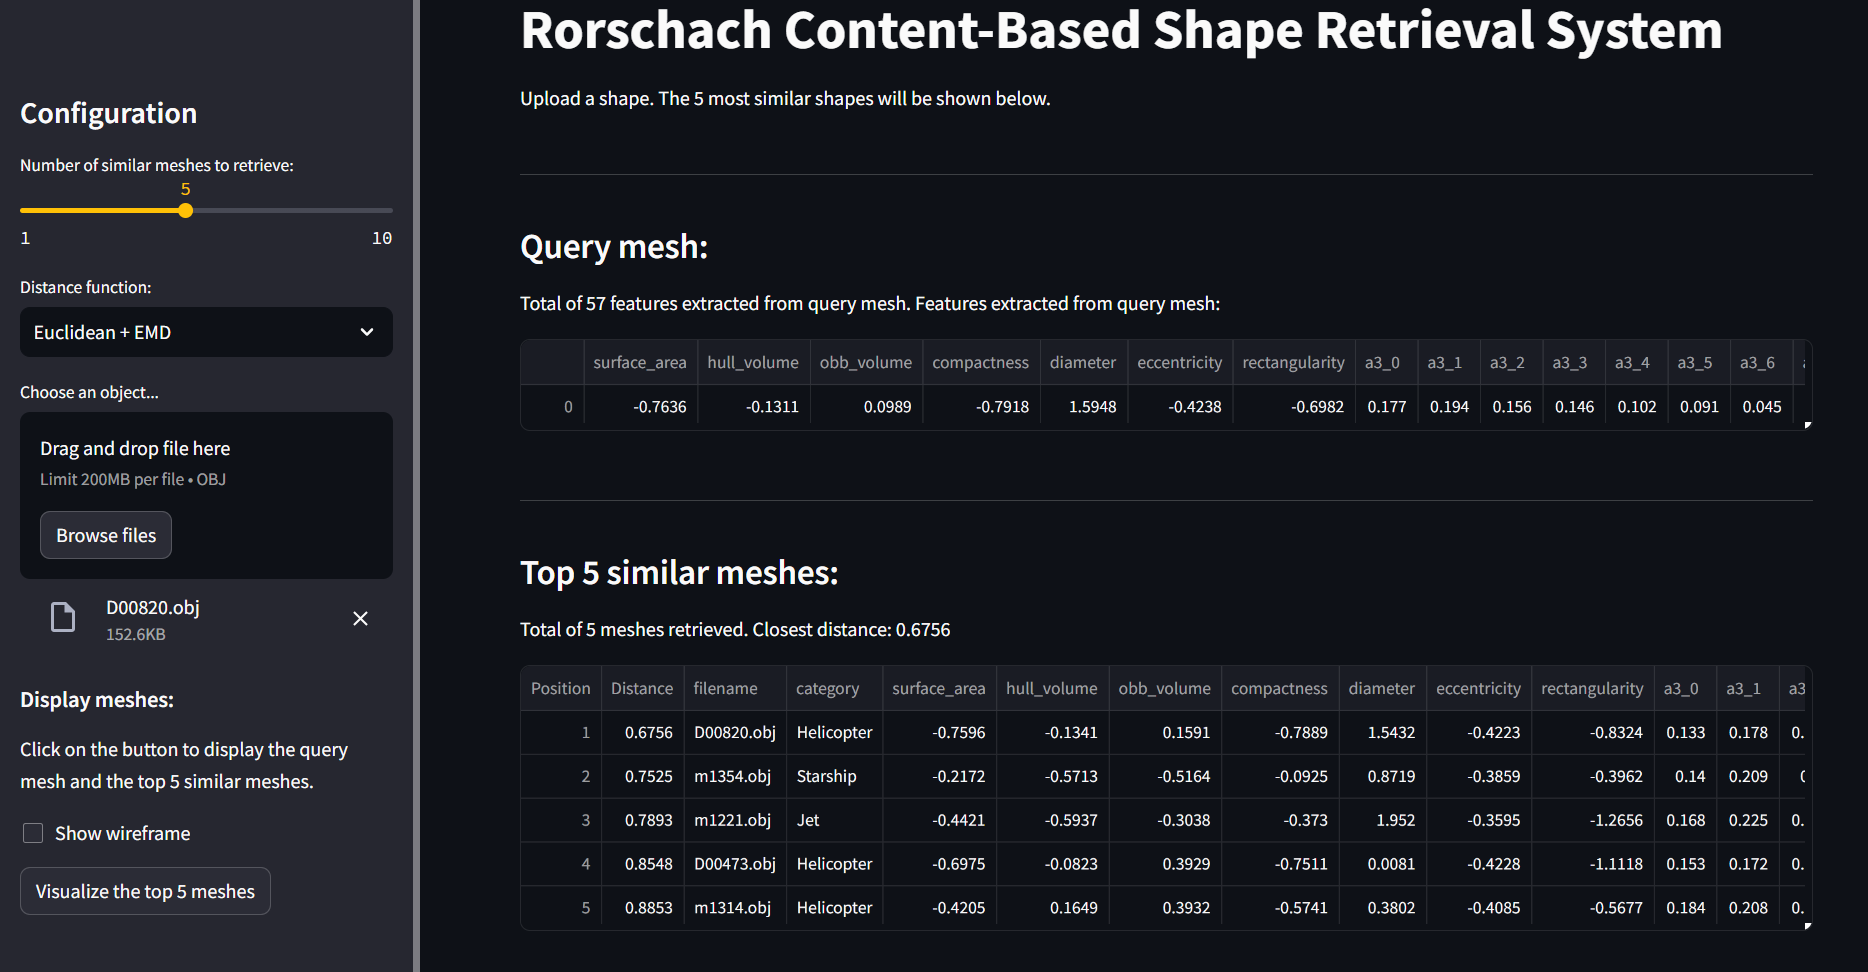 Configuration
Number of similar meshes to retrieve:
5
1 10
Distance function:
Euclidean + EMD
Choose an object...
Drag and drop file here
Limit 200MB per file • OBJ
Browse files
D00820.obj
152.6KB
Display meshes:
Click on the button to display the query
mesh and the top 5 similar meshes.
Show wireframe
Visualize the top 5 meshes
Rorschach Content-Based Shape Retrieval System
Upload a shape. The 5 most similar shapes will be shown below.
Query mesh:
Total of 57 features extracted from query mesh. Features extracted from query mesh:
surface_area hull_volume obb_volume compactness diameter eccentricity rectangularity a3_0 a3_1 a3_2 a3_3 a3_4 a3_5 a3_6
0 -0.7636 -0.1311 0.0989 -0.7918 1.5948 -0.4238 -0.6982 0.177 0.194 0.156 0.146 0.102 0.091 0.045
Top 5 similar meshes:
Total of 5 meshes retrieved. Closest distance: 0.6756
Position Distance filename category surface_area hull_volume obb_volume compactness diameter eccentricity rectangularity a3_0 a3_1 a3
1 0.6756 D00820.obj Helicopter -0.7596 -0.1341 0.1591 -0.7889 1.5432 -0.4223 -0.8324 0.133 0.178 0.
2 0.7525 m1354.obj Starship -0.2172 -0.5713 -0.5164 -0.0925 0.8719 -0.3859 -0.3962 0.14 0.209
3 0.7893 m1221.obj Jet -0.4421 -0.5937 -0.3038 -0.373 1.952 -0.3595 -1.2656 0.168 0.225 0.
4 0.8548 D00473.obj Helicopter -0.6975 -0.0823 0.3929 -0.7511 0.0081 -0.4228 -1.1118 0.153 0.172 0.
5 0.8853 m1314.obj Helicopter -0.4205 0.1649 0.3932 -0.5741 0.3802 -0.4085 -0.5677 0.184 0.208 0.